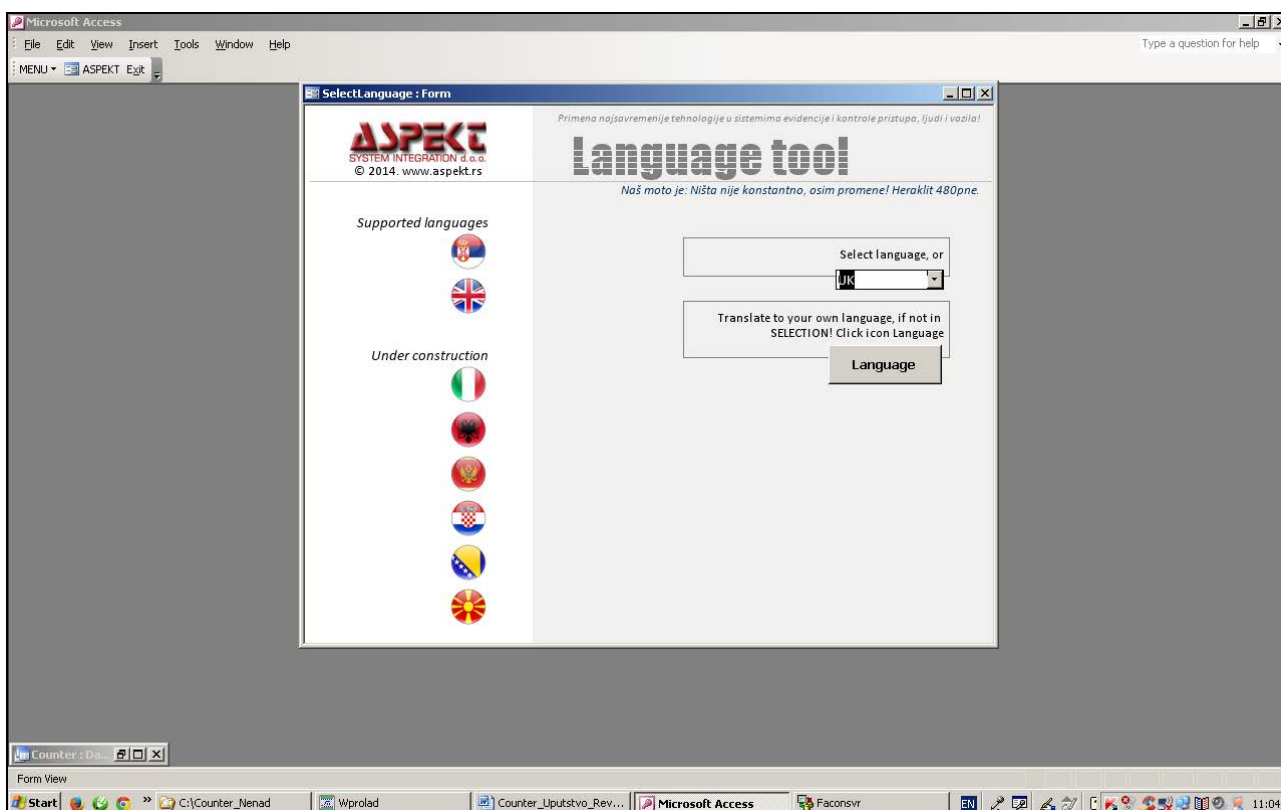 Microsoft Access
File Edit View Insert Tools Window Help
Type a question for help
MENU ASPEKT Exit
SelectLanguage : Form
Primena najsavremenije tehnologije u sistemima evidencije i kontrole pristupa, ljudi i vozila!
ASPEKT
SYSTEM INTEGRATION d.o.o.
© 2014. www.aspekt.rs
Language tool
Naš moto je: Ništa nije konstantno, osim promene! Heraklit 480pne.
Supported languages
Select language, or
UK
Translate to your own language, if not in
SELECTION! Click icon Language
Language
Under construction
Counter : Da...
Form View
Start » C:\Counter_Nenad Wprolad Counter_Uputstvo_Rev... Microsoft Access Faconsvr EN 11:04